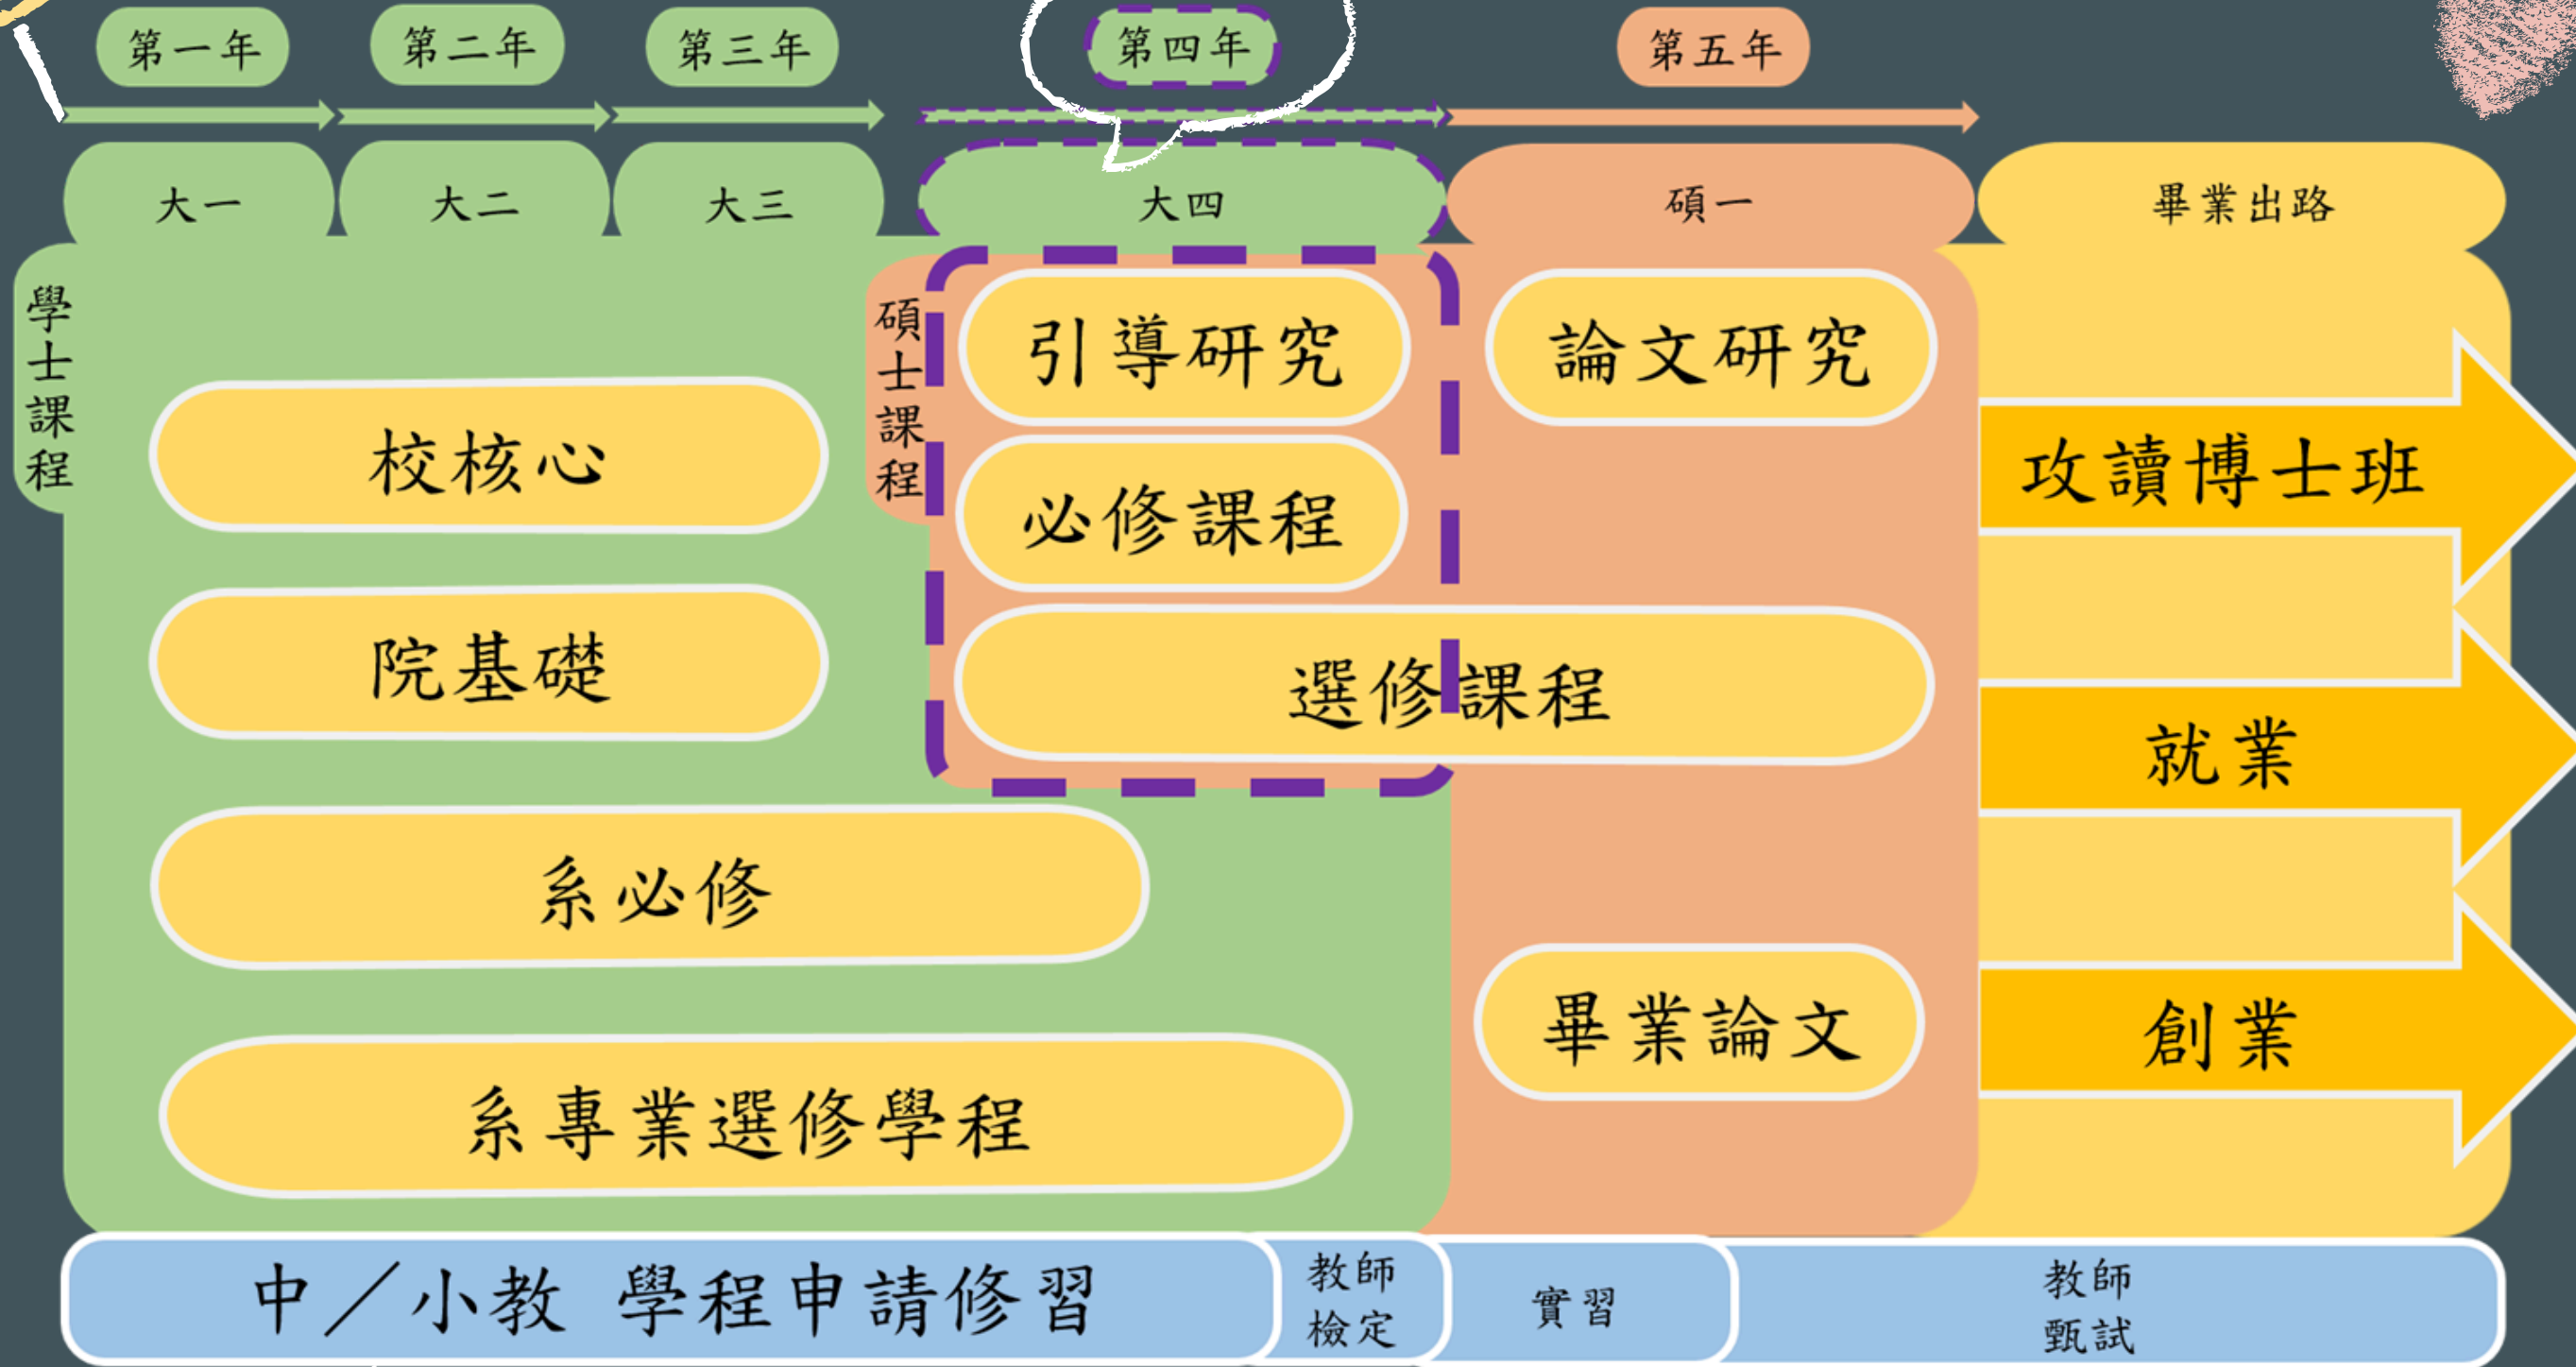 第一年
第二年
第三年
第四年
第五年
大一
大二
大三
大四
碩一
畢業出路
學士課程
校核心
院基礎
系必修
系專業選修學程
碩士課程
引導研究
必修課程
選修課程
論文研究
畢業論文
攻讀博士班
就業
創業
中／小教 學程申請修習
教師
檢定
實習
教師
甄試